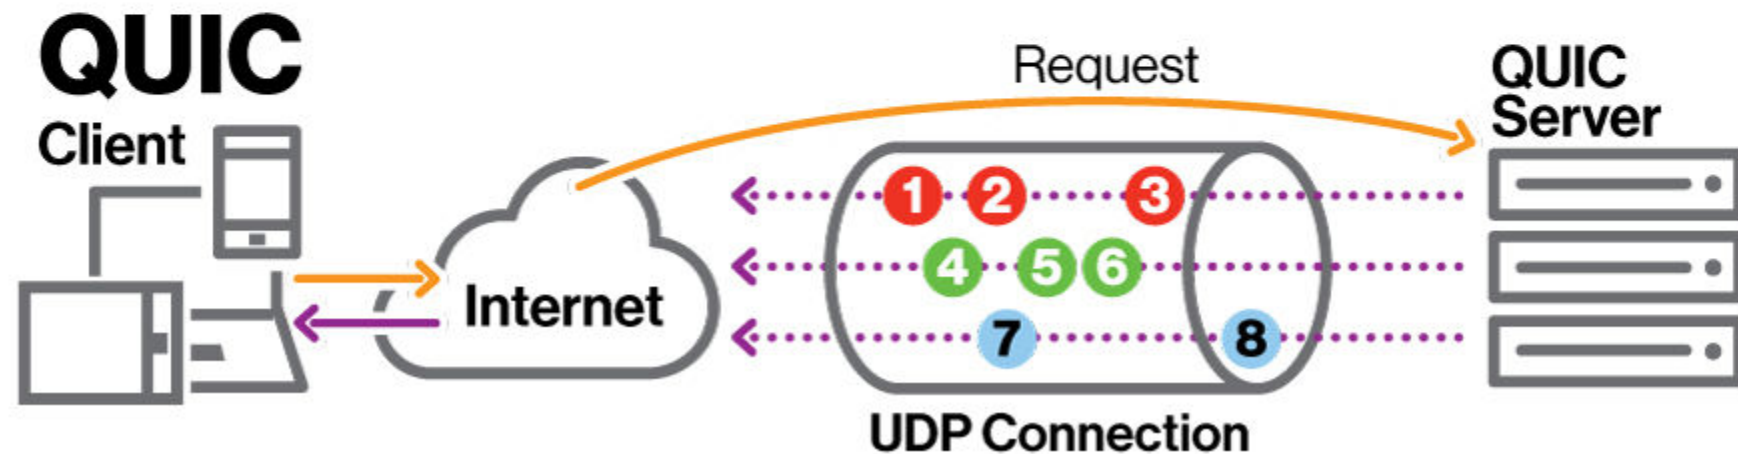 QUIC
Client
Request
QUIC
Server
1 2 3
4 5 6
Internet
7 8
UDP Connection